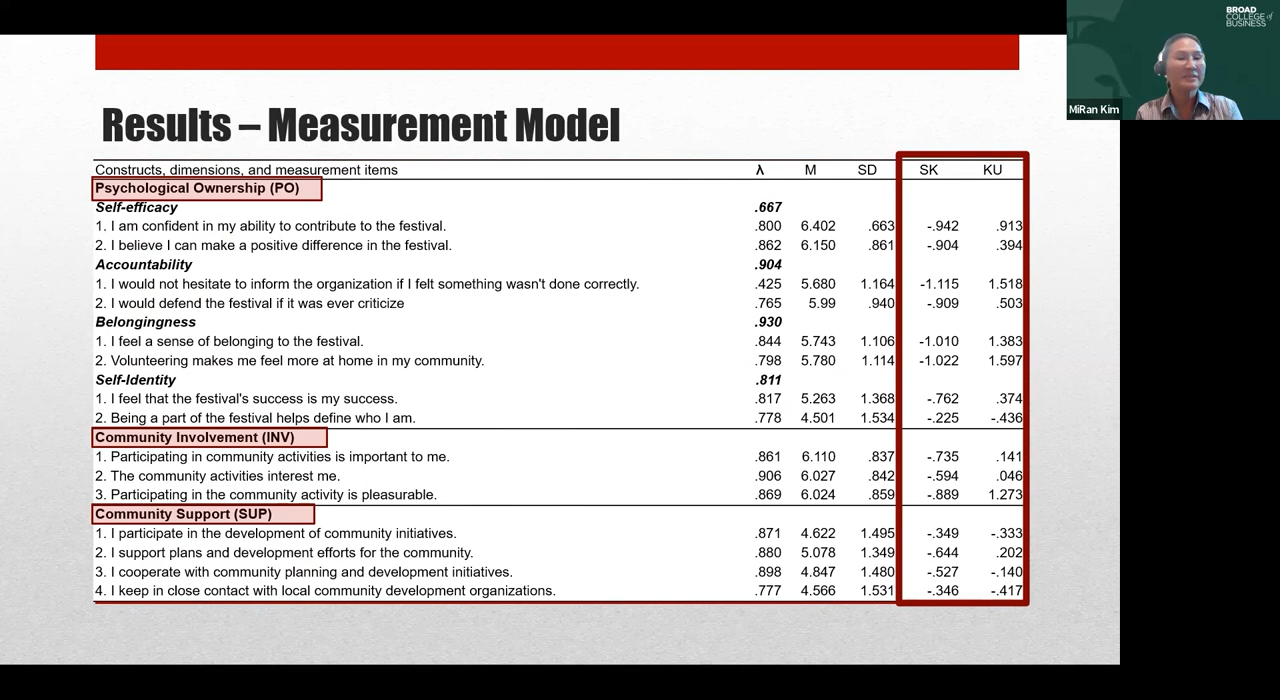 BROAD
COLLEGE of
BUSINESS
MiRan Kim
Results – Measurement Model
Constructs, dimensions, and measurement items λ M SD SK KU
Psychological Ownership (PO)
Self-efficacy .667
1. I am confident in my ability to contribute to the festival. .800 6.402 .663 -.942 .913
2. I believe I can make a positive difference in the festival. .862 6.150 .861 -.904 .394
Accountability .904
1. I would not hesitate to inform the organization if I felt something wasn't done correctly. .425 5.680 1.164 -1.115 1.518
2. I would defend the festival if it was ever criticize .765 5.99 .940 -.909 .503
Belongingness .930
1. I feel a sense of belonging to the festival. .844 5.743 1.106 -1.010 1.383
2. Volunteering makes me feel more at home in my community. .798 5.780 1.114 -1.022 1.597
Self-Identity .811
1. I feel that the festival's success is my success. .817 5.263 1.368 -.762 .374
2. Being a part of the festival helps define who I am. .778 4.501 1.534 -.225 -.436
Community Involvement (INV)
1. Participating in community activities is important to me. .861 6.110 .837 -.735 .141
2. The community activities interest me. .906 6.027 .842 -.594 .046
3. Participating in the community activity is pleasurable. .869 6.024 .859 -.889 1.273
Community Support (SUP)
1. I participate in the development of community initiatives. .871 4.622 1.495 -.349 -.333
2. I support plans and development efforts for the community. .880 5.078 1.349 -.644 .202
3. I cooperate with community planning and development initiatives. .898 4.847 1.480 -.527 -.140
4. I keep in close contact with local community development organizations. .777 4.566 1.531 -.346 -.417